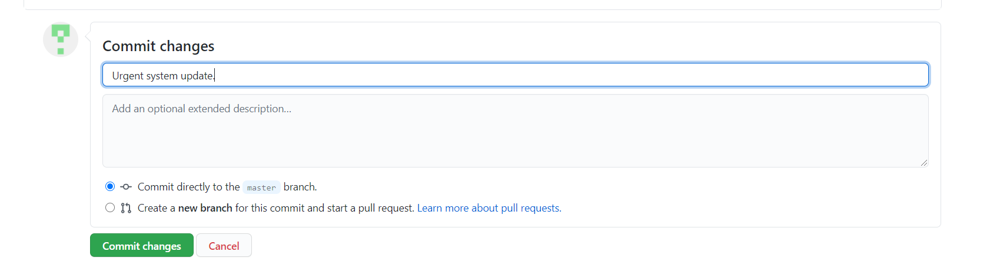 Commit changes
Urgent system update.
Add an optional extended description...
Commit directly to the master branch.
Create a new branch for this commit and start a pull request. Learn more about pull requests.
Commit changes Cancel